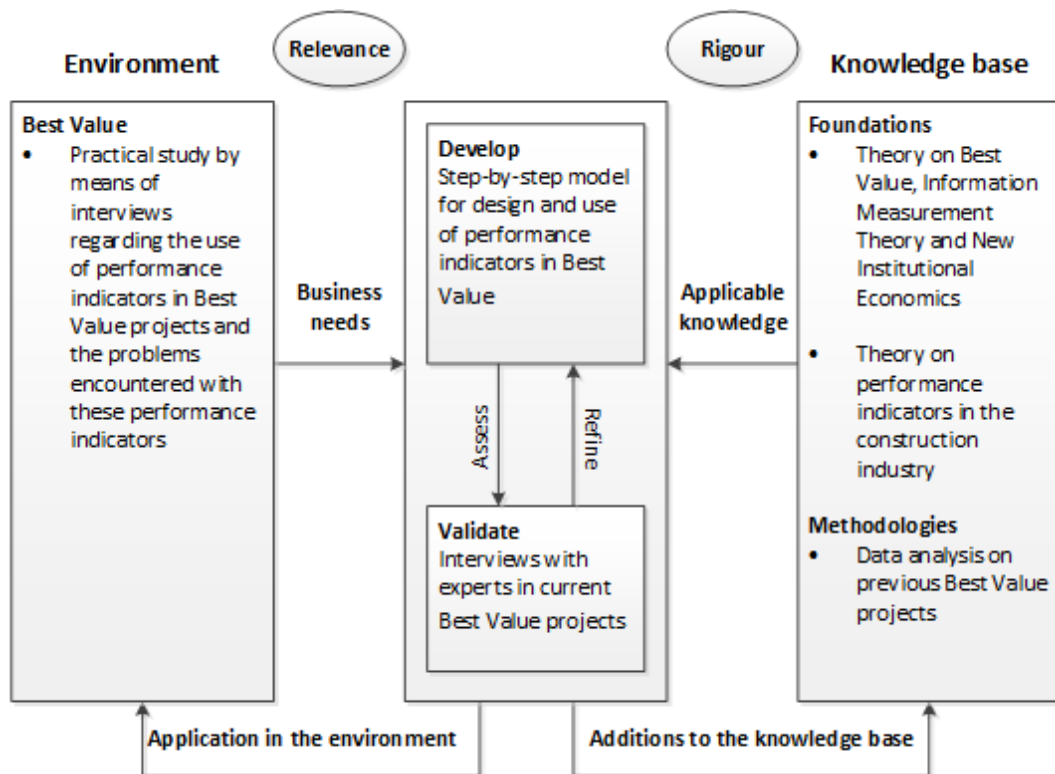 Relevance
Rigour
Environment
Knowledge base
Best Value
• Practical study by
means of
interviews
regarding the use
of performance
indicators in Best
Value projects and
the problems
encountered with
these performance
indicators
Business
needs
Develop
Step-by-step model
for design and use
of performance
indicators in Best
Value
Assess
Refine
Validate
Interviews with
experts in current
Best Value projects
Applicable
knowledge
Foundations
• Theory on Best
Value, Information
Measurement
Theory and New
Institutional
Economics
• Theory on
performance
indicators in the
construction
industry
Methodologies
• Data analysis on
previous Best Value
projects
Application in the environment
Additions to the knowledge base